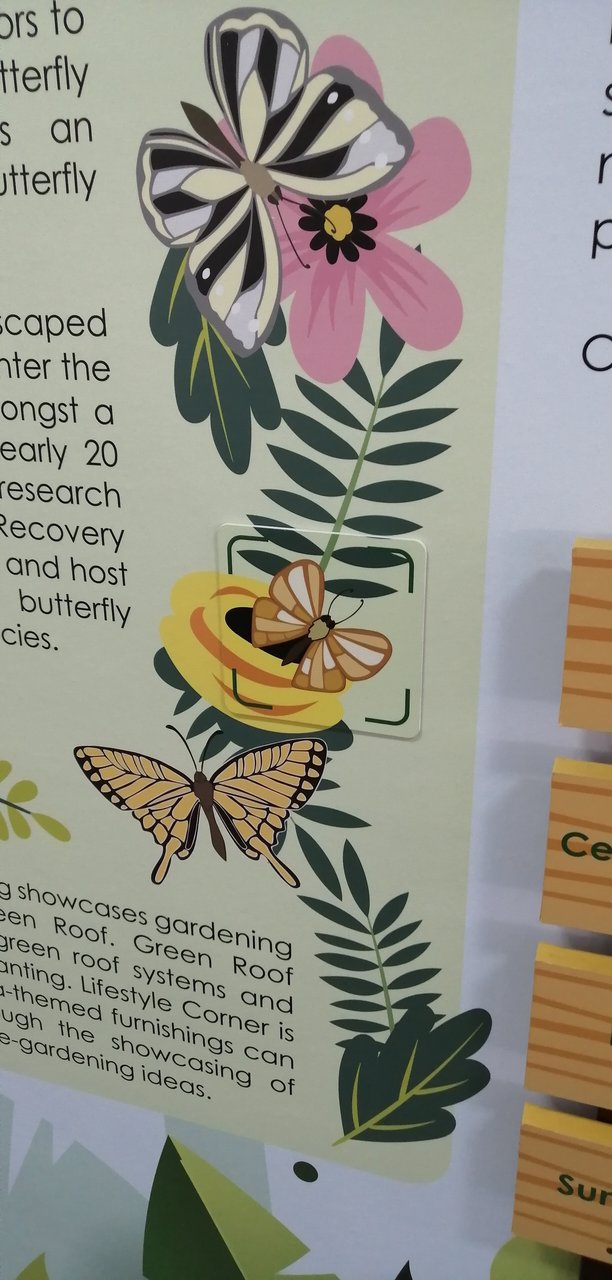 ors to
tterfly
s an
utterfly
scaped
nter the
ongst a
early 20
research
Recovery
and host
butterfly
cies.
g showcases gardening
een Roof. Green Roof
green roof systems and
anting. Lifestyle Corner is
-themed furnishings can
ugh the showcasing of
e-gardening ideas.
Ce
Sun